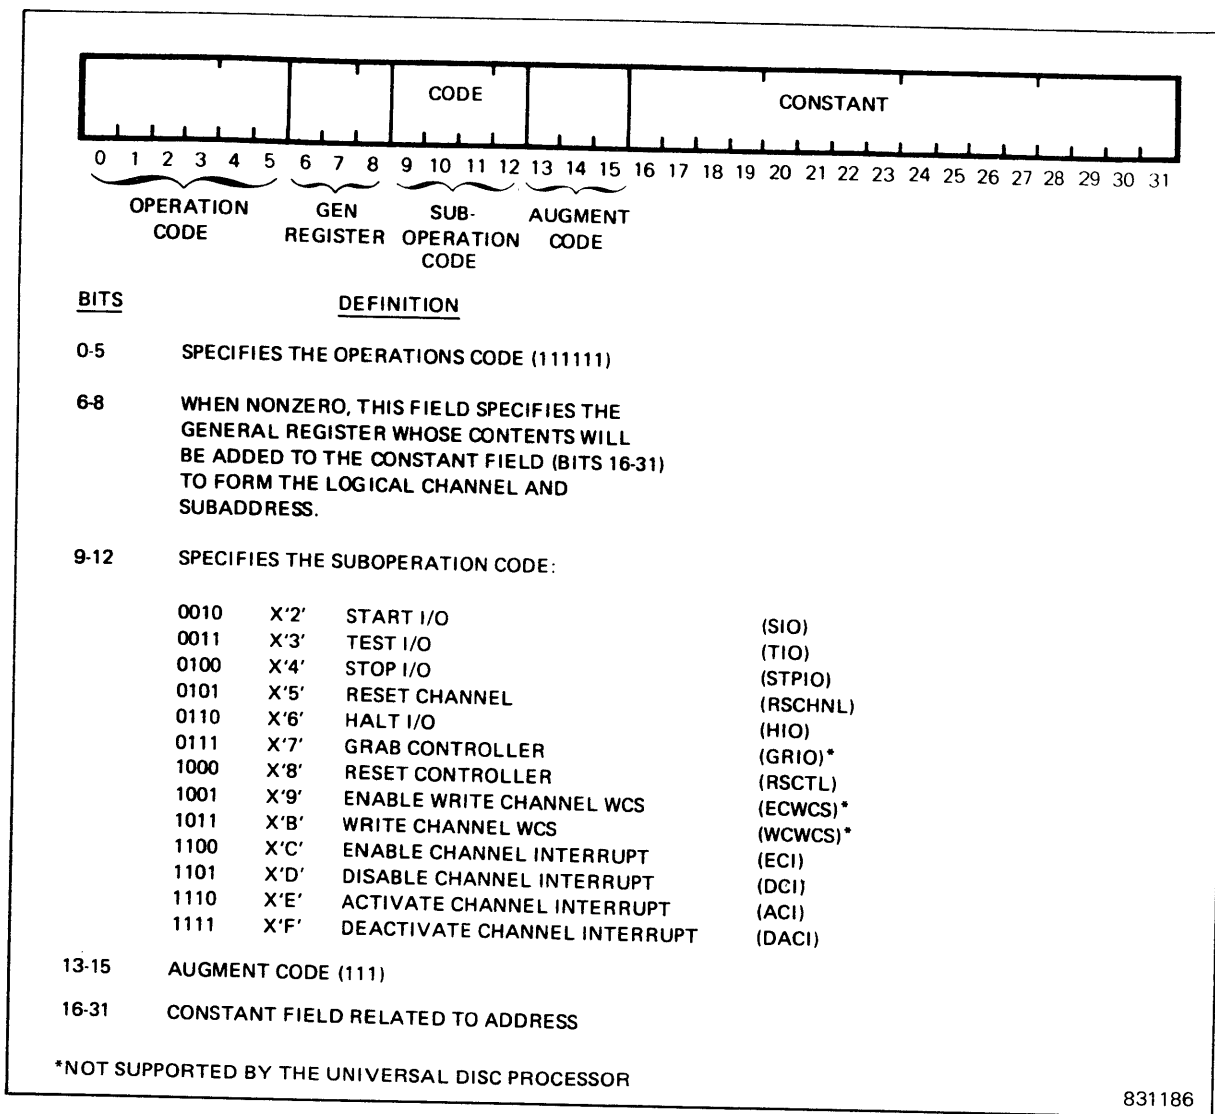 CODE CONSTANT
0 1 2 3 4 5 6 7 8 9 10 11 12 13 14 15 16 17 18 19 20 21 22 23 24 25 26 27 28 29 30 31
OPERATION GEN SUB- AUGMENT
CODE REGISTER OPERATION CODE
CODE
BITS DEFINITION
0-5 SPECIFIES THE OPERATIONS CODE (111111)
6-8 WHEN NONZERO, THIS FIELD SPECIFIES THE
GENERAL REGISTER WHOSE CONTENTS WILL
BE ADDED TO THE CONSTANT FIELD (BITS 16-31)
TO FORM THE LOGICAL CHANNEL AND
SUBADDRESS.
9-12 SPECIFIES THE SUBOPERATION CODE:
0010 X'2' START I/O (SIO)
0011 X'3' TEST I/O (TIO)
0100 X'4' STOP I/O (STPIO)
0101 X'5' RESET CHANNEL (RSCHNL)
0110 X'6' HALT I/O (HIO)
0111 X'7' GRAB CONTROLLER (GRIO)*
1000 X'8' RESET CONTROLLER (RSCTL)
1001 X'9' ENABLE WRITE CHANNEL WCS (ECWCS)*
1011 X'B' WRITE CHANNEL WCS (WCWCS)*
1100 X'C' ENABLE CHANNEL INTERRUPT (ECI)
1101 X'D' DISABLE CHANNEL INTERRUPT (DCI)
1110 X'E' ACTIVATE CHANNEL INTERRUPT (ACI)
1111 X'F' DEACTIVATE CHANNEL INTERRUPT (DACI)
13-15 AUGMENT CODE (111)
16-31 CONSTANT FIELD RELATED TO ADDRESS
*NOT SUPPORTED BY THE UNIVERSAL DISC PROCESSOR
831186